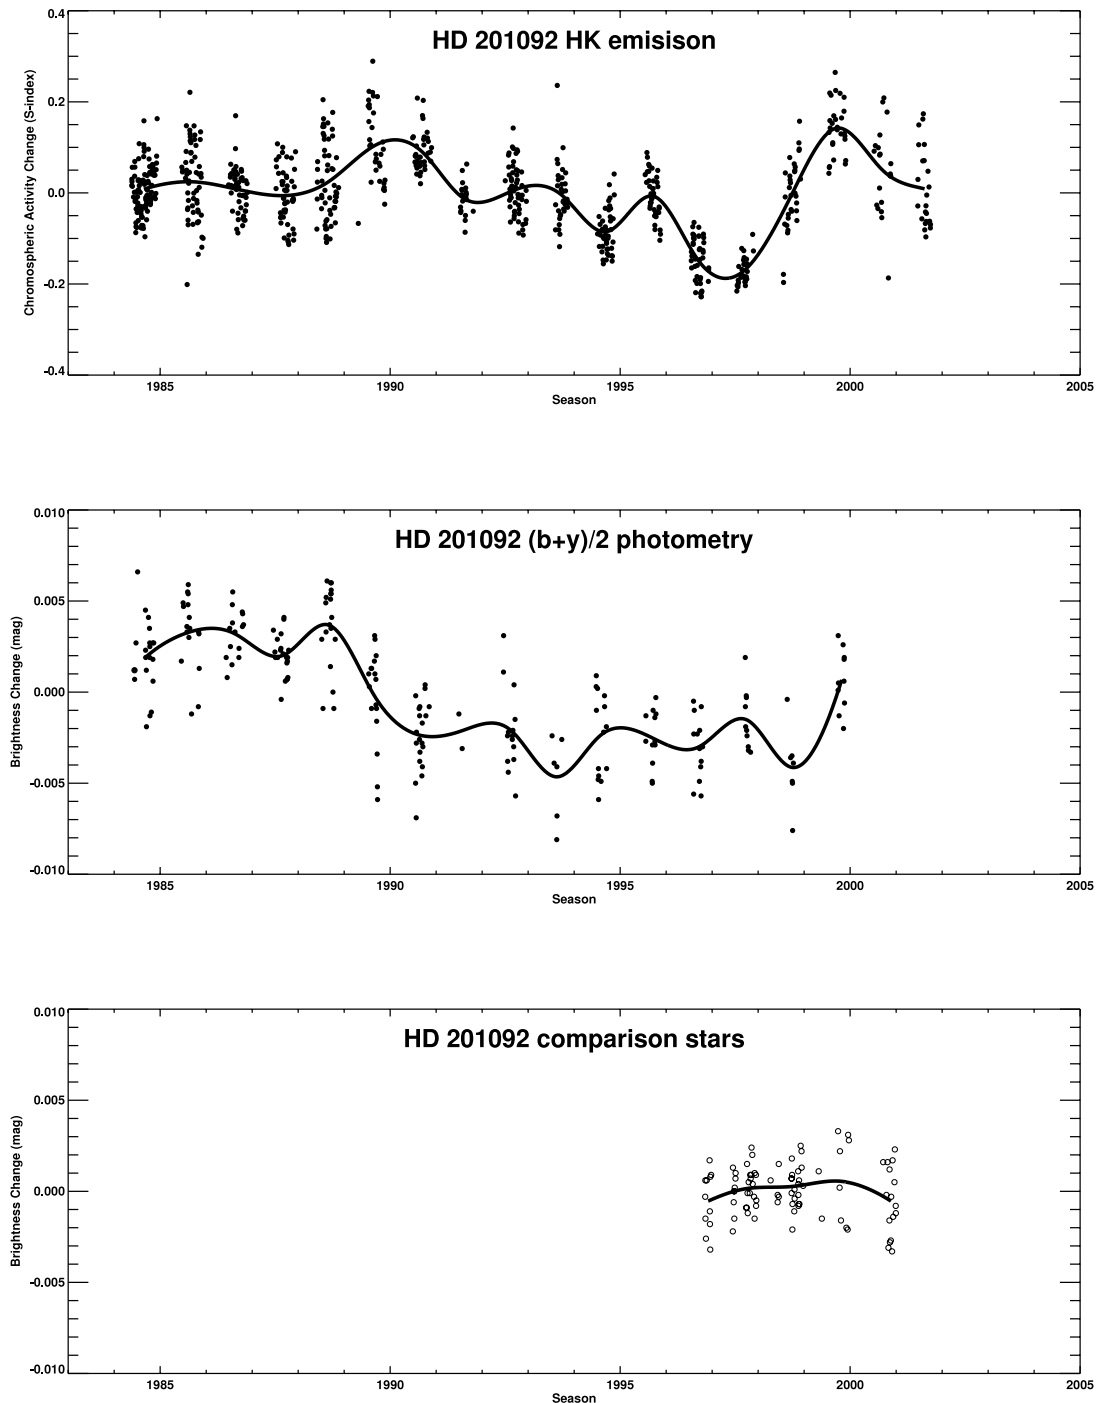 HD 201092 HK emisison
Chromospheric Activity Change (S-index)
0.4
0.2
0.0
-0.2
-0.4
1985 1990 1995 2000 2005
Season
HD 201092 (b+y)/2 photometry
Brightness Change (mag)
0.010
0.005
0.000
-0.005
-0.010
1985 1990 1995 2000 2005
Season
HD 201092 comparison stars
Brightness Change (mag)
0.010
0.005
0.000
-0.005
-0.010
1985 1990 1995 2000 2005
Season